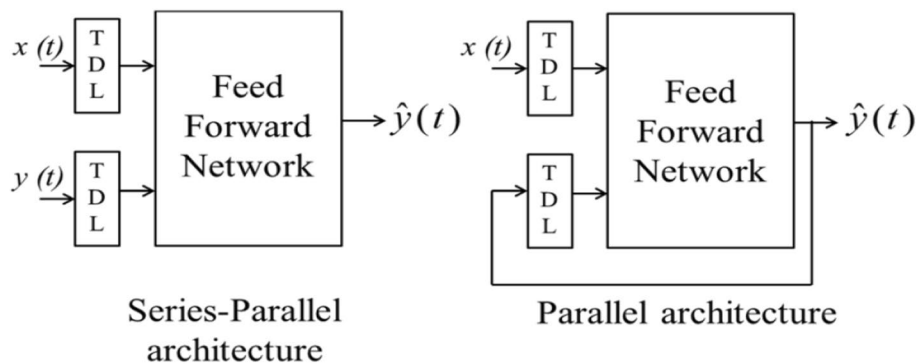 x (t)
T
D
L
y (t)
T
D
L
Feed
Forward
Network
ŷ(t)
Series-Parallel
architecture
x (t)
T
D
L
T
D
L
Feed
Forward
Network
ŷ(t)
Parallel architecture